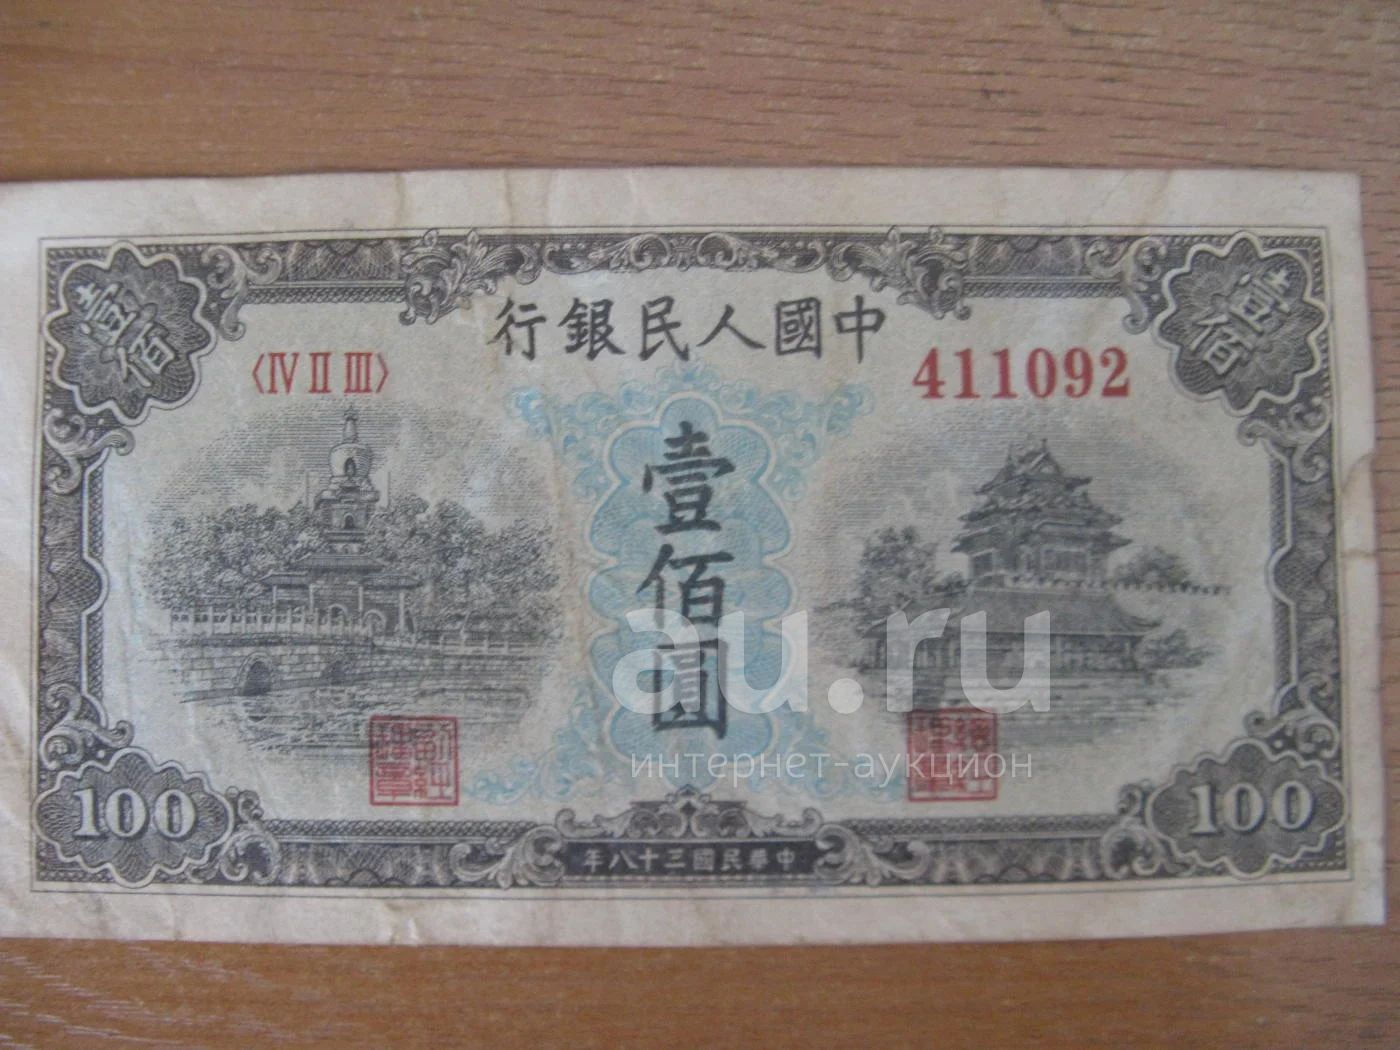 中國人民銀行
壹佰
壹佰
〈Ⅳ Ⅱ Ⅲ〉
411092
壹佰圓
au.ru
интернет-аукцион
100
100
中華民國三十八年